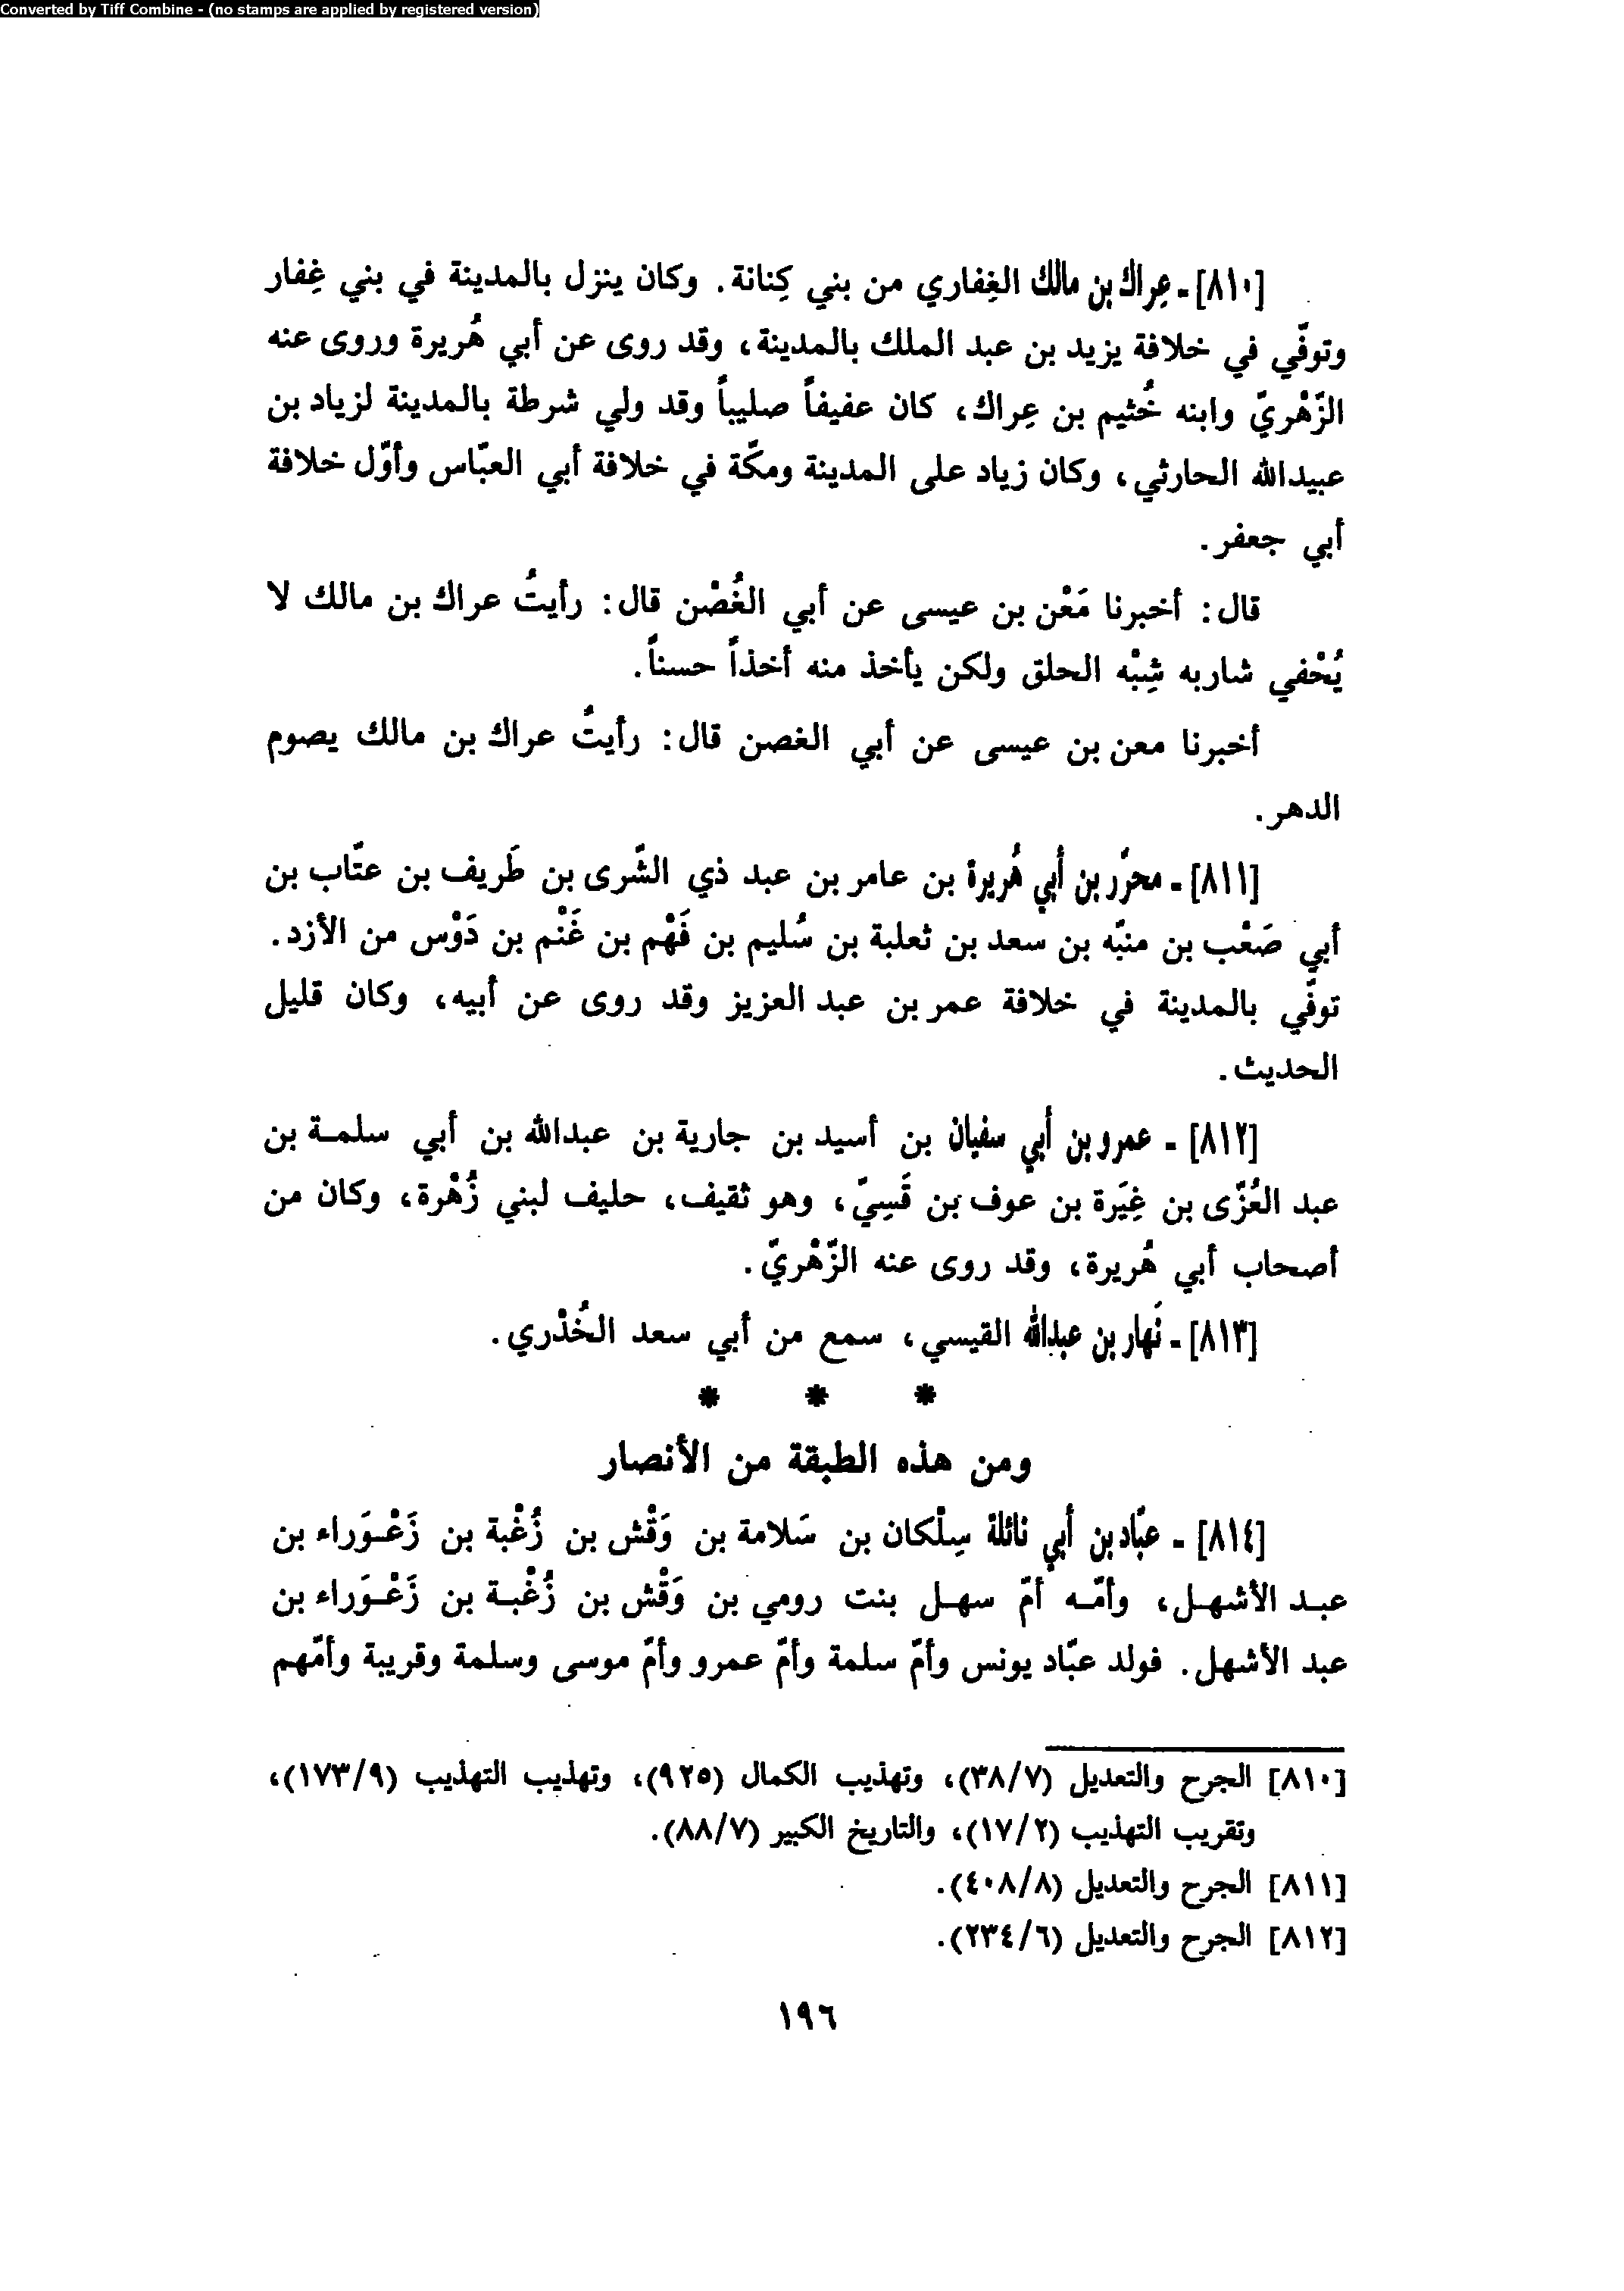 Converted by Tiff Combine - (no stamps are applied by registered version)
[٨١٠] - عِراك بن مالك الغِفاري من بني كِنانة. وكان ينزل بالمدينة في بني غِفار
وتوفّي في خلافة يزيد بن عبد الملك بالمدينة، وقد روى عن أبي هُريرة وروى عنه
الزّهْريّ وابنه خُثيم بن عِراك، كان عفيفاً صليباً وقد ولي شرطة بالمدينة لزياد بن
عبيدالله الحارثي، وكان زياد على المدينة ومكّة في خلافة أبي العبّاس وأوّل خلافة
أبي جعفر.
قال: أخبرنا مَعْن بن عيسى عن أبي الغُصْن قال: رأيتُ عراك بن مالك لا
يُحْفي شاربه شِبْه الحلق ولكن يأخذ منه أخذاً حسناً.
أخبرنا معن بن عيسى عن أبي الغصن قال: رأيتُ عراك بن مالك يصوم
الدهر.
[٨١١] - محرّر بن أبي هُريرة بن عامر بن عبد ذي الشّرى بن طَريف بن عتّاب بن
أبي صَعْب بن منبّه بن سعد بن ثعلبة بن سُليم بن فَهْم بن غَنْم بن دَوْس من الأزد.
توفّي بالمدينة في خلافة عمر بن عبد العزيز وقد روى عن أبيه، وكان قليل
الحديث.
[٨١٢] - عمرو بن أبي سفيان بن أسيد بن جارية بن عبدالله بن أبي سلمة بن
عبد العُزّى بن غِيَرة بن عوف بن قَسِيّ، وهو ثقيف، حليف لبني زُهْرة، وكان من
أصحاب أبي هُريرة، وقد روى عنه الزّهْريّ.
[٨١٣] - نَهار بن عبدالله القيسي، سمع من أبي سعد الخُدْري.
* * *
ومن هذه الطبقة من الأنصار
[٨١٤] - عبّاد بن أبي نائلة سِلْكان بن سَلامة بن وَقْش بن زُغْبة بن زَعْوَراء بن
عبد الأشهل، وأمّه أمّ سهل بنت رومي بن وَقْش بن زُغْبة بن زَعْوَراء بن
عبد الأشهل. فولد عبّاد يونس وأمّ سلمة وأمّ عمرو وأمّ موسى وسلمة وقريبة وأمّهم
[٨١٠] الجرح والتعديل (٣٨/٧)، وتهذيب الكمال (٩٢٥)، وتهذيب التهذيب (١٧٣/٩)،
وتقريب التهذيب (١٧/٢)، والتاريخ الكبير (٨٨/٧).
[٨١١] الجرح والتعديل (٤٠٨/٨).
[٨١٢] الجرح والتعديل (٢٣٤/٦).
١٩٦